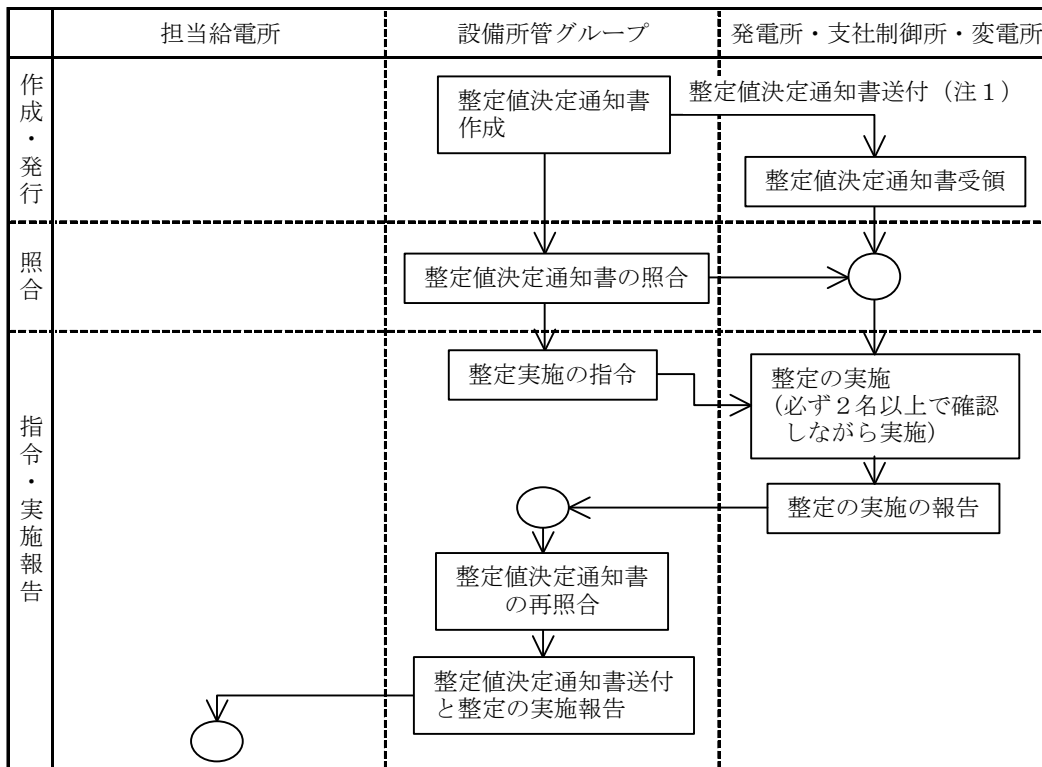 担当給電所
設備所管グループ
発電所・支社制御所・変電所
作成・発行
整定値決定通知書
作成
整定値決定通知書送付（注１）
整定値決定通知書受領
照合
整定値決定通知書の照合
指令・実施報告
整定実施の指令
整定の実施
（必ず２名以上で確認
しながら実施）
整定の実施の報告
整定値決定通知書
の再照合
整定値決定通知書送付
と整定の実施報告